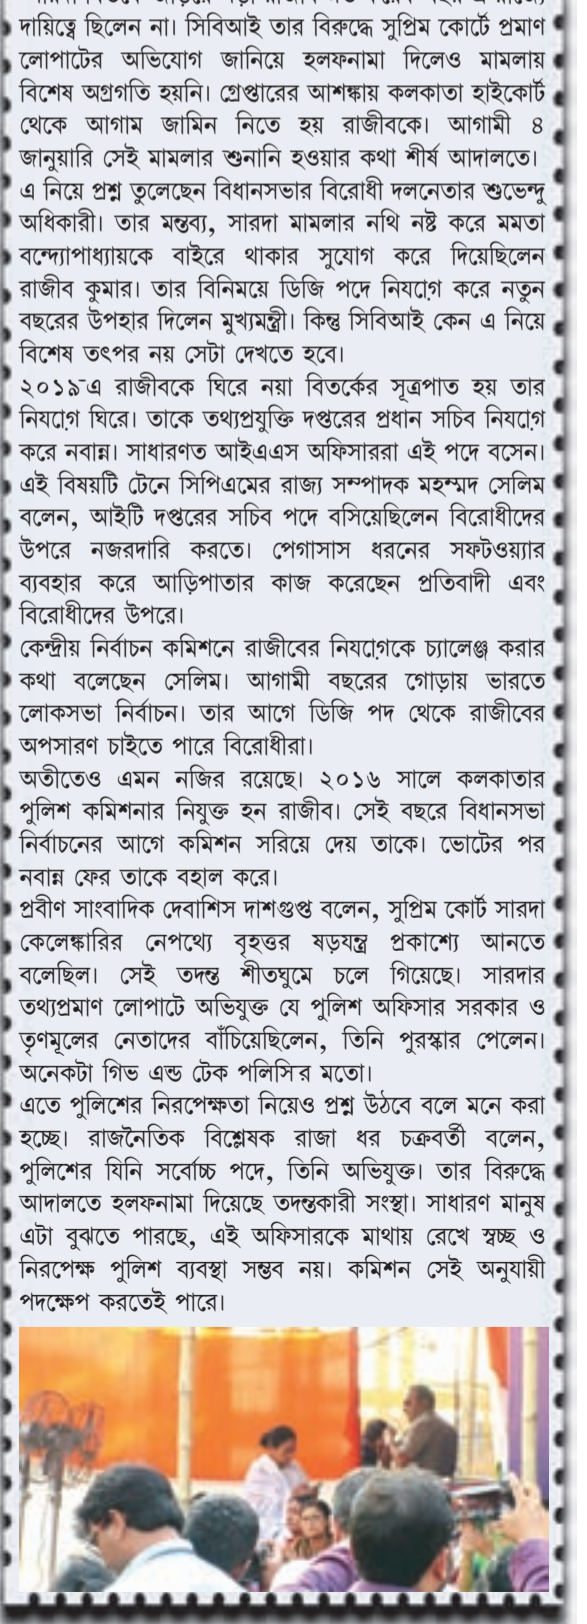 দায়িত্বে ছিলেন না। সিবিআই তার বিরুদ্ধে সুপ্রিম কোর্টে প্রমাণ
লোপাটের অভিযোগ জানিয়ে হলফনামা দিলেও মামলায়
বিশেষ অগ্রগতি হয়নি। গ্রেপ্তারের আশঙ্কায় কলকাতা হাইকোর্ট
থেকে আগাম জামিন নিতে হয় রাজীবকে। আগামী ৪
জানুয়ারি সেই মামলার শুনানি হওয়ার কথা শীর্ষ আদালতে।
এ নিয়ে প্রশ্ন তুলেছেন বিধানসভার বিরোধী দলনেতার শুভেন্দু
অধিকারী। তার মন্তব্য, সারদা মামলার নথি নষ্ট করে মমতা
বন্দ্যোপাধ্যায়কে বাইরে থাকার সুযোগ করে দিয়েছিলেন
রাজীব কুমার। তার বিনিময়ে ডিজি পদে নিয়োগ করে নতুন
বছরের উপহার দিলেন মুখ্যমন্ত্রী। কিন্তু সিবিআই কেন এ নিয়ে
বিশেষ তৎপর নয় সেটা দেখতে হবে।
২০১৯-এ রাজীবকে ঘিরে নয়া বিতর্কের সূত্রপাত হয় তার
নিয়োগ ঘিরে। তাকে তথ্যপ্রযুক্তি দপ্তরের প্রধান সচিব নিয়োগ
করে নবান্ন। সাধারণত আইএএস অফিসাররা এই পদে বসেন।
এই বিষয়টি টেনে সিপিএমের রাজ্য সম্পাদক মহম্মদ সেলিম
বলেন, আইটি দপ্তরের সচিব পদে বসিয়েছিলেন বিরোধীদের
উপরে নজরদারি করতে। পেগাসাস ধরনের সফটওয়্যার
ব্যবহার করে আড়িপাতার কাজ করেছেন প্রতিবাদী এবং
বিরোধীদের উপরে।
কেন্দ্রীয় নির্বাচন কমিশনে রাজীবের নিয়োগকে চ্যালেঞ্জ করার
কথা বলেছেন সেলিম। আগামী বছরের গোড়ায় ভারতে
লোকসভা নির্বাচন। তার আগে ডিজি পদ থেকে রাজীবের
অপসারণ চাইতে পারে বিরোধীরা।
অতীতেও এমন নজির রয়েছে। ২০১৬ সালে কলকাতার
পুলিশ কমিশনার নিযুক্ত হন রাজীব। সেই বছরে বিধানসভা
নির্বাচনের আগে কমিশন সরিয়ে দেয় তাকে। ভোটের পর
নবান্ন ফের তাকে বহাল করে।
প্রবীণ সাংবাদিক দেবাশিস দাশগুপ্ত বলেন, সুপ্রিম কোর্ট সারদা
কেলেঙ্কারির নেপথ্যে বৃহত্তর ষড়যন্ত্র প্রকাশ্যে আনতে
বলেছিল। সেই তদন্ত শীতঘুমে চলে গিয়েছে। সারদার
তথ্যপ্রমাণ লোপাটে অভিযুক্ত যে পুলিশ অফিসার সরকার ও
তৃণমূলের নেতাদের বাঁচিয়েছিলেন, তিনি পুরস্কার পেলেন।
অনেকটা গিভ এন্ড টেক পলিসি'র মতো।
এতে পুলিশের নিরপেক্ষতা নিয়েও প্রশ্ন উঠবে বলে মনে করা
হচ্ছে। রাজনৈতিক বিশ্লেষক রাজা ধর চক্রবর্তী বলেন,
পুলিশের যিনি সর্বোচ্চ পদে, তিনি অভিযুক্ত। তার বিরুদ্ধে
আদালতে হলফনামা দিয়েছে তদন্তকারী সংস্থা। সাধারণ মানুষ
এটা বুঝতে পারছে, এই অফিসারকে মাথায় রেখে স্বচ্ছ ও
নিরপেক্ষ পুলিশ ব্যবস্থা সম্ভব নয়। কমিশন সেই অনুযায়ী
পদক্ষেপ করতেই পারে।